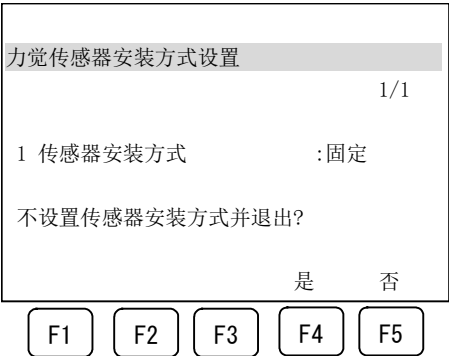 力觉传感器安装方式设置
1/1
1 传感器安装方式 :固定
不设置传感器安装方式并退出?
是 否
F1 F2 F3 F4 F5